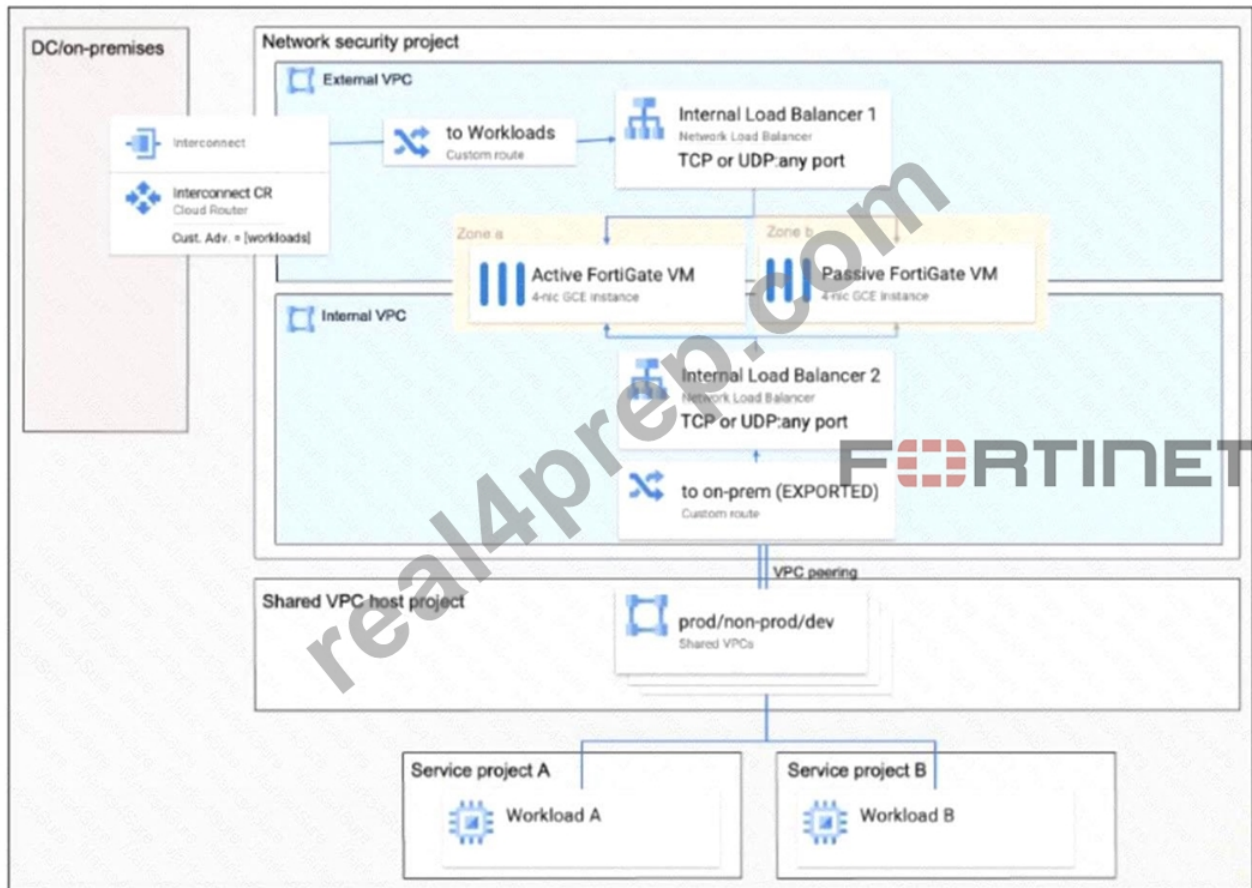 DC/on-premises
Network security project
External VPC
Interconnect
Interconnect CR
Cloud Router
Cust. Adv. = [workloads]
to Workloads
Custom route
Internal Load Balancer 1
Network Load Balancer
TCP or UDP:any port
Zone a
Active FortiGate VM
4-nic GCE instance
Zone b
Passive FortiGate VM
4-nic GCE instance
Internal VPC
Internal Load Balancer 2
Network Load Balancer
TCP or UDP:any port
FORTINET
to on-prem (EXPORTED)
Custom route
VPC peering
Shared VPC host project
prod/non-prod/dev
Shared VPCs
Service project A
Workload A
Service project B
Workload B
real4prep.com